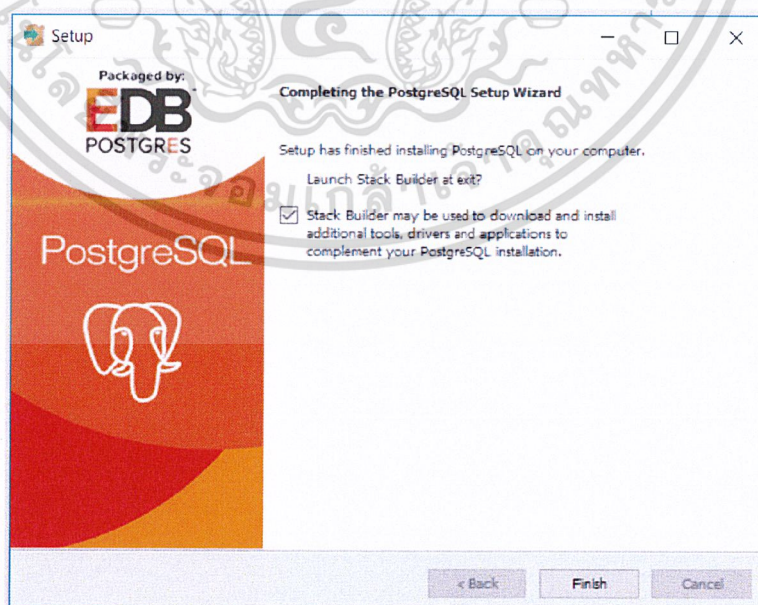 Setup
Packaged by:
EDB
POSTGRES
Completing the PostgreSQL Setup Wizard
Setup has finished installing PostgreSQL on your computer.
Launch Stack Builder at exit?
Stack Builder may be used to download and install
additional tools, drivers and applications to
complement your PostgreSQL installation.
PostgreSQL
< Back
Finish
Cancel